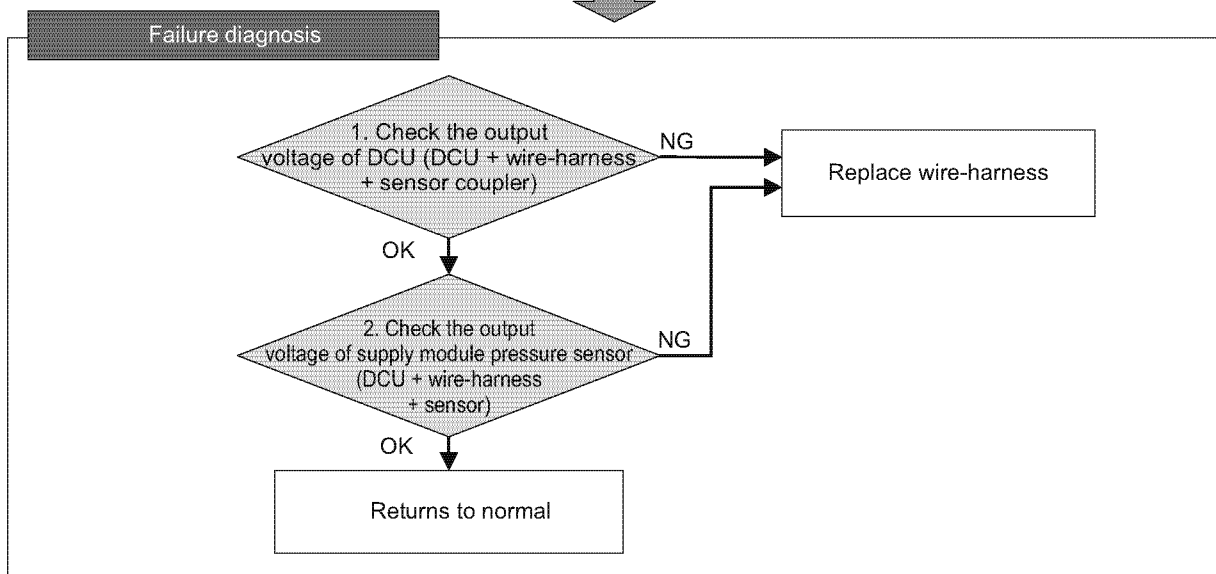 Failure diagnosis
1. Check the output
voltage of DCU (DCU + wire-harness
+ sensor coupler)
NG
Replace wire-harness
OK
2. Check the output
voltage of supply module pressure sensor
(DCU + wire-harness
+ sensor)
NG
OK
Returns to normal